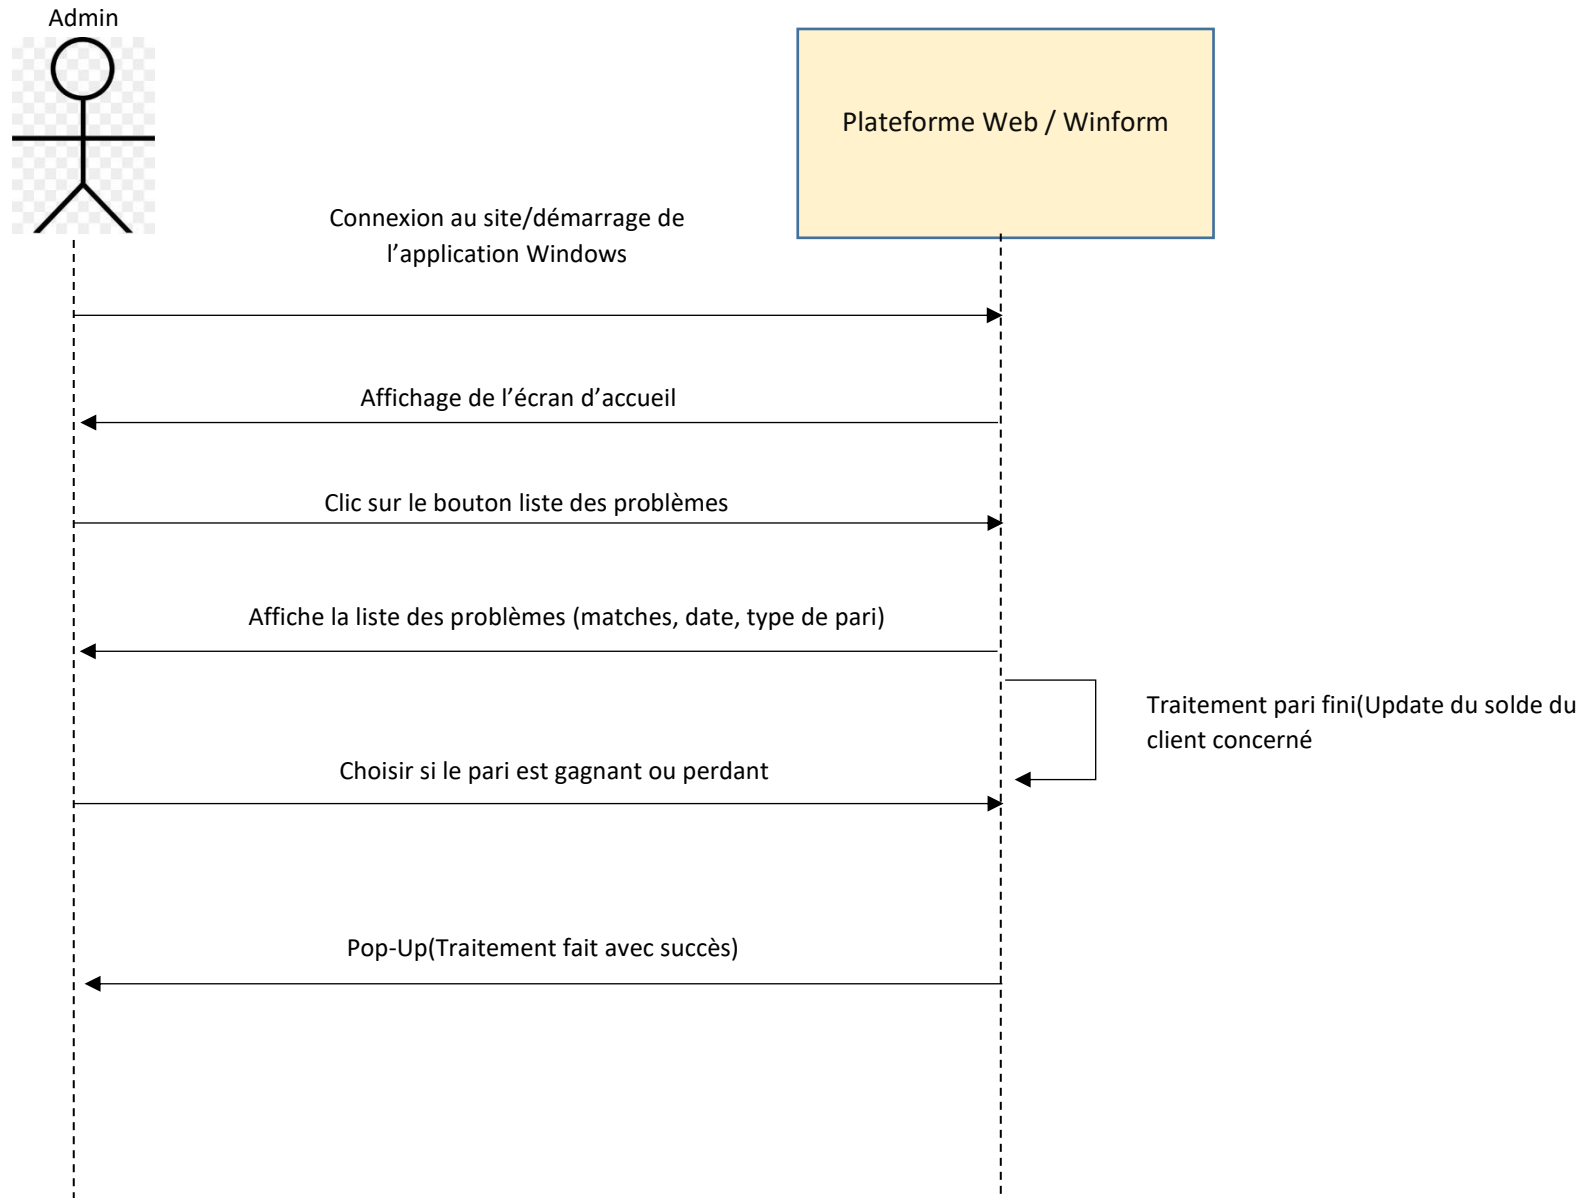 Admin
Plateforme Web / Winform
Connexion au site/démarrage de
l’application Windows
Affichage de l’écran d’accueil
Clic sur le bouton liste des problèmes
Affiche la liste des problèmes (matches, date, type de pari)
Traitement pari fini(Update du solde du
client concerné
Choisir si le pari est gagnant ou perdant
Pop-Up(Traitement fait avec succès)